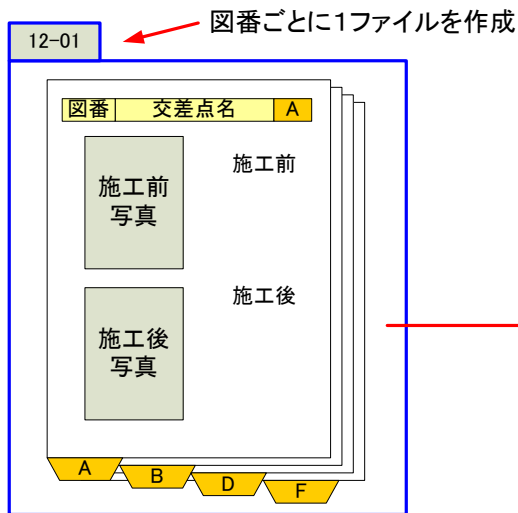 図番ごとに1ファイルを作成
12-01
図番 交差点名 A
施工前
写真
施工前
施工後
写真
施工後
A
B
D
F